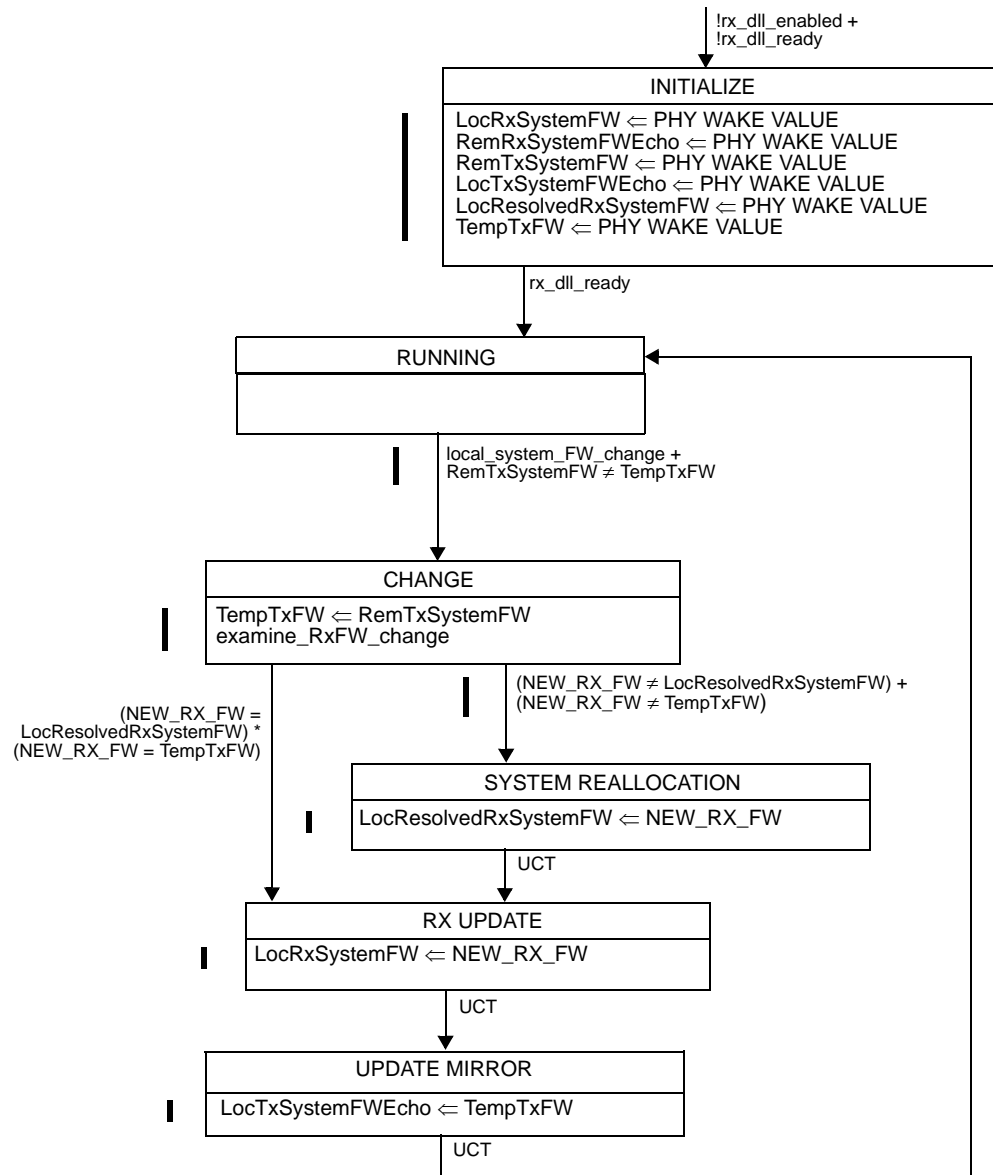 !rx_dll_enabled +
!rx_dll_ready
INITIALIZE
LocRxSystemFW ⇐ PHY WAKE VALUE
RemRxSystemFWEcho ⇐ PHY WAKE VALUE
RemTxSystemFW ⇐ PHY WAKE VALUE
LocTxSystemFWEcho ⇐ PHY WAKE VALUE
LocResolvedRxSystemFW ⇐ PHY WAKE VALUE
TempTxFW ⇐ PHY WAKE VALUE
rx_dll_ready
RUNNING
local_system_FW_change +
RemTxSystemFW ≠ TempTxFW
CHANGE
TempTxFW ⇐ RemTxSystemFW
examine_RxFW_change
(NEW_RX_FW ≠ LocResolvedRxSystemFW) +
(NEW_RX_FW ≠ TempTxFW)
(NEW_RX_FW =
LocResolvedRxSystemFW) *
(NEW_RX_FW = TempTxFW)
SYSTEM REALLOCATION
LocResolvedRxSystemFW ⇐ NEW_RX_FW
UCT
RX UPDATE
LocRxSystemFW ⇐ NEW_RX_FW
UCT
UPDATE MIRROR
LocTxSystemFWEcho ⇐ TempTxFW
UCT